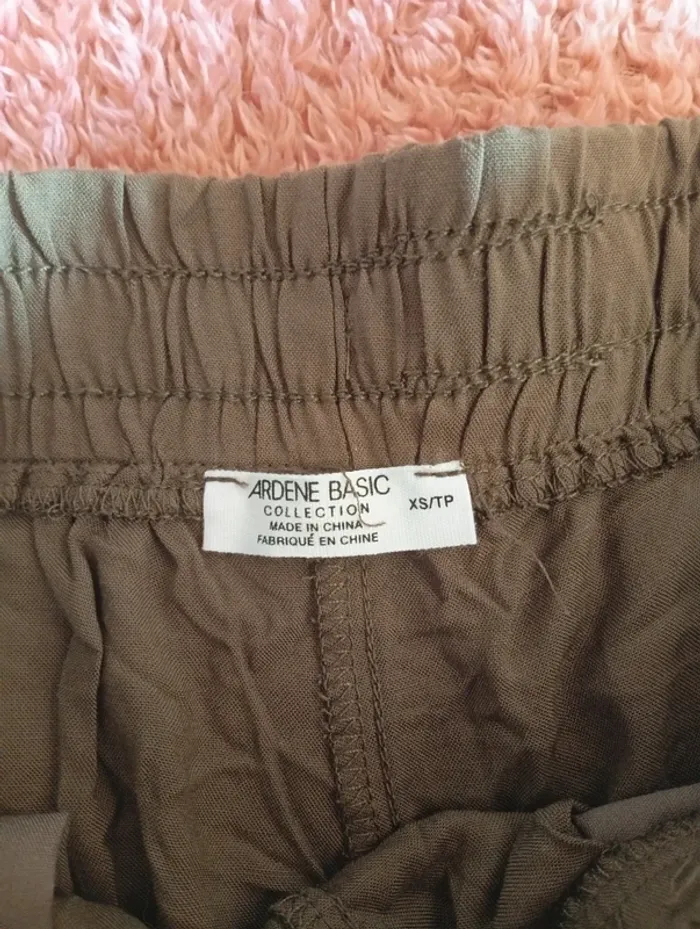 ARDENE BASIC
COLLECTION
XS/TP
MADE IN CHINA
FABRIQUÉ EN CHINE